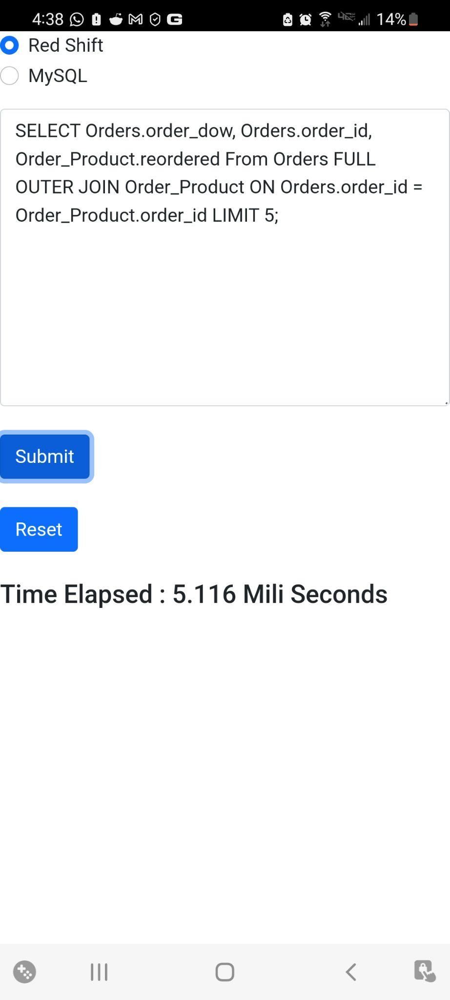 4:38 14%
Red Shift
MySQL
SELECT Orders.order_dow, Orders.order_id,
Order_Product.reordered From Orders FULL
OUTER JOIN Order_Product ON Orders.order_id =
Order_Product.order_id LIMIT 5;
Submit
Reset
Time Elapsed : 5.116 Mili Seconds